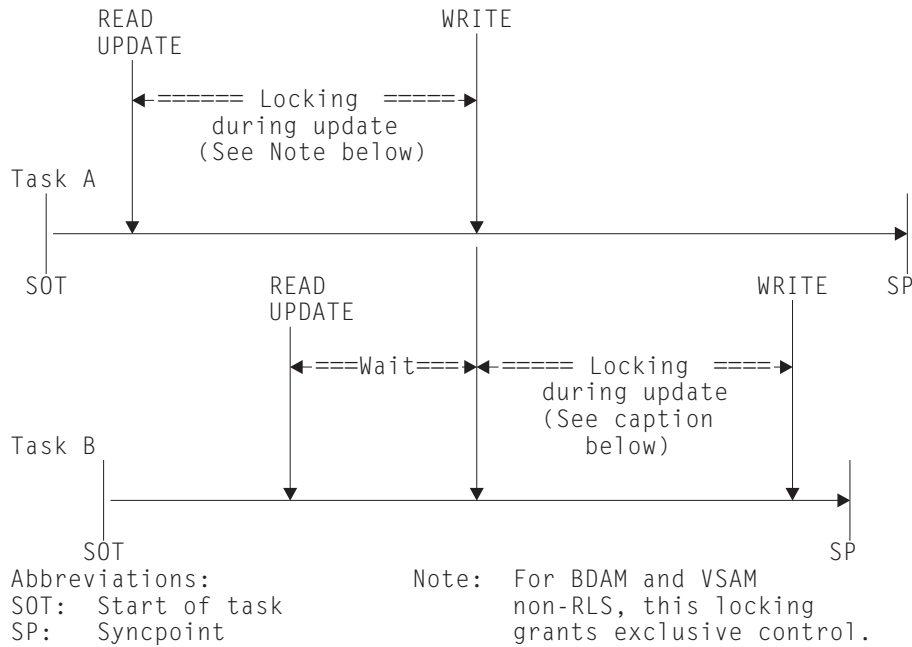 READ WRITE
UPDATE
====== Locking =====
during update
(See Note below)
Task A
SOT READ WRITE SP
UPDATE
===Wait=== ===== Locking ====
during update
(See caption
below)
Task B
SOT SP
Abbreviations: Note: For BDAM and VSAM
SOT: Start of task non-RLS, this locking
SP: Syncpoint grants exclusive control.